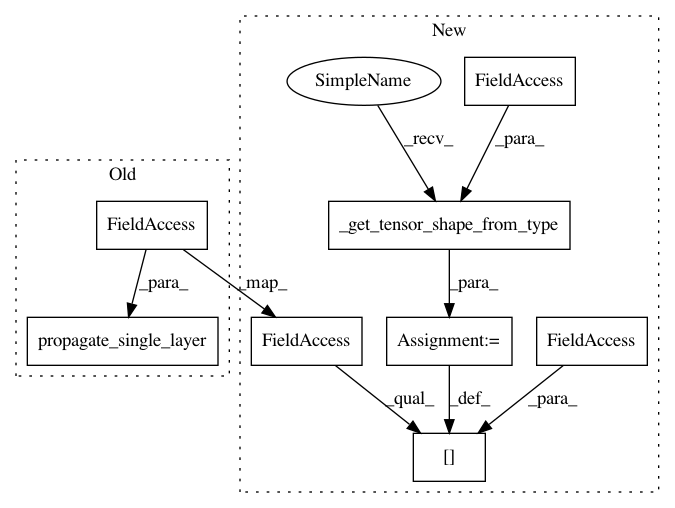 New
SimpleName
FieldAccess
_recv_
_para_
Old
FieldAccess
_get_tensor_shape_from_type
_para_
_map_
_para_
propagate_single_layer
FieldAccess
Assignment:=
FieldAccess
_qual_
_def_
_para_
[]